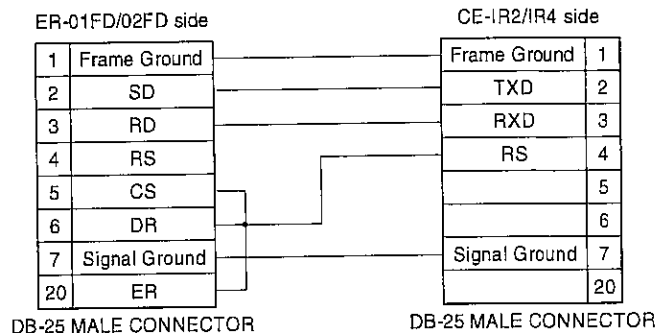 ER-01FD/02FD side CE-IR2/IR4 side
1 Frame Ground Frame Ground 1
2 SD TXD 2
3 RD RXD 3
4 RS RS 4
5 CS 5
6 DR 6
7 Signal Ground Signal Ground 7
20 ER 20
DB-25 MALE CONNECTOR DB-25 MALE CONNECTOR